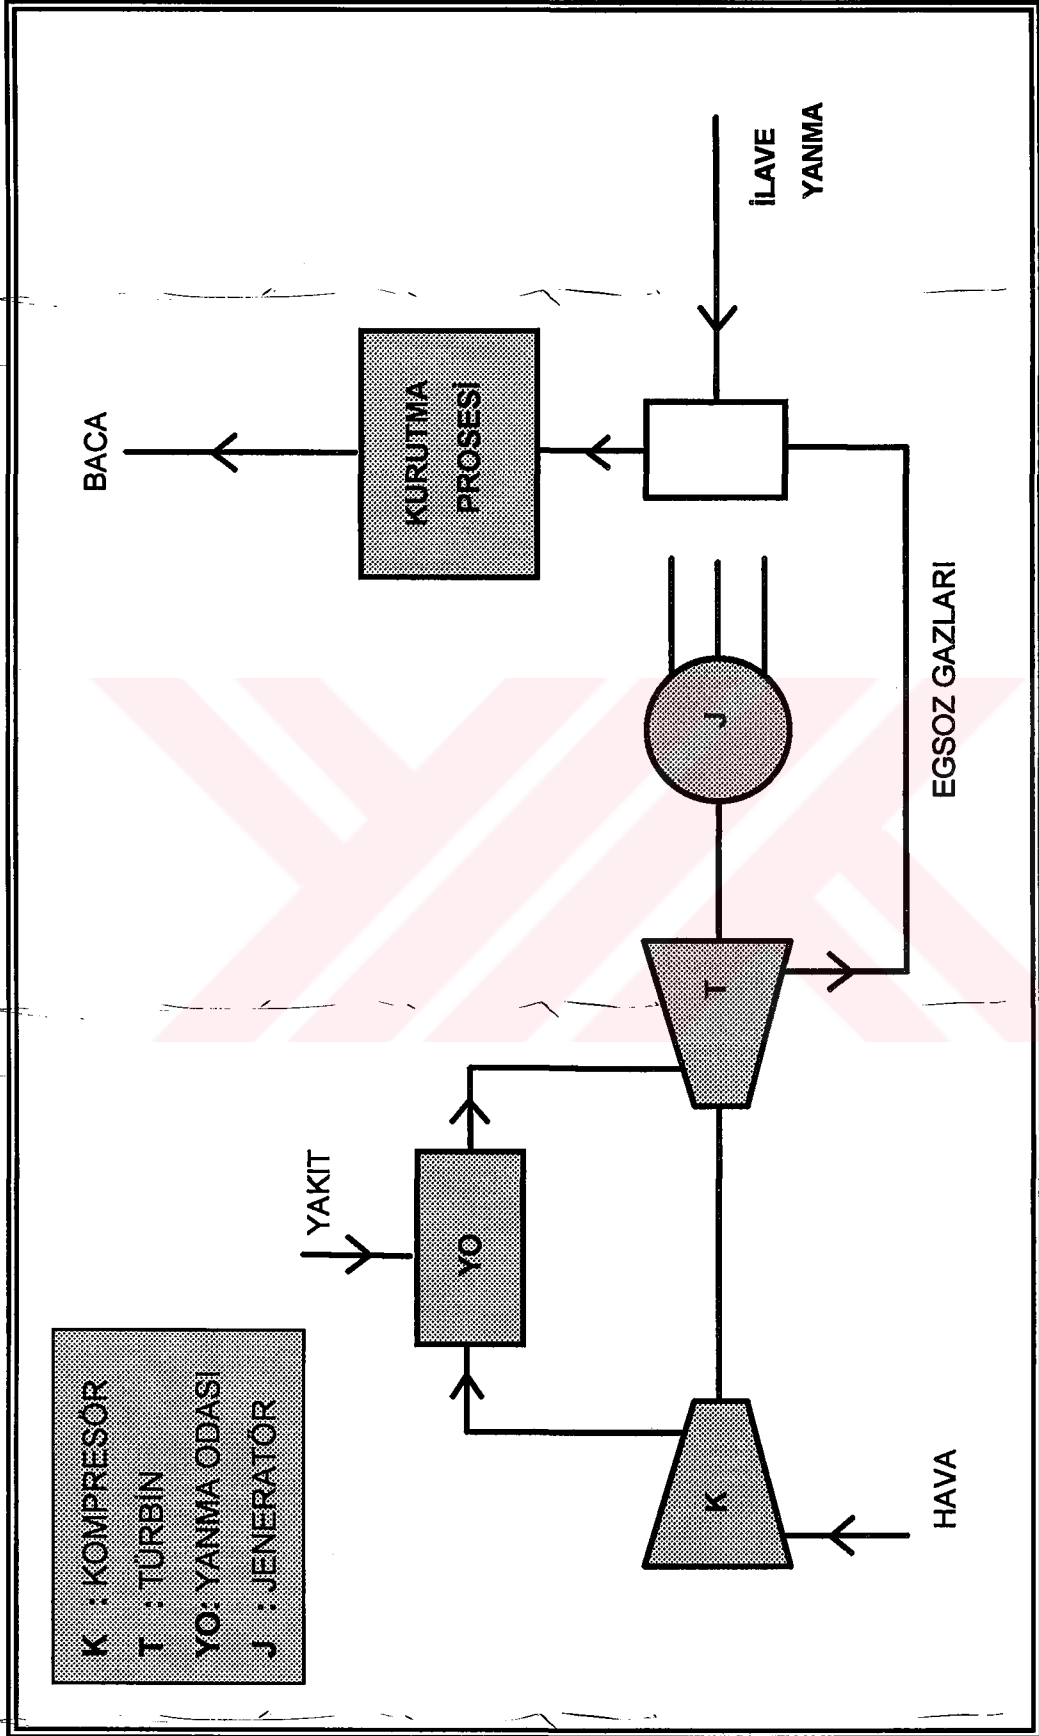 K : KOMPRESÖR
T : TÜRBİN
YO: YANMA ODASI
J : JENERATÖR
BACA
YAKIT
KURUTMA
PROSESİ
YO
K
T
J
İLAVE
YANMA
HAVA
EGSOZ GAZLARI